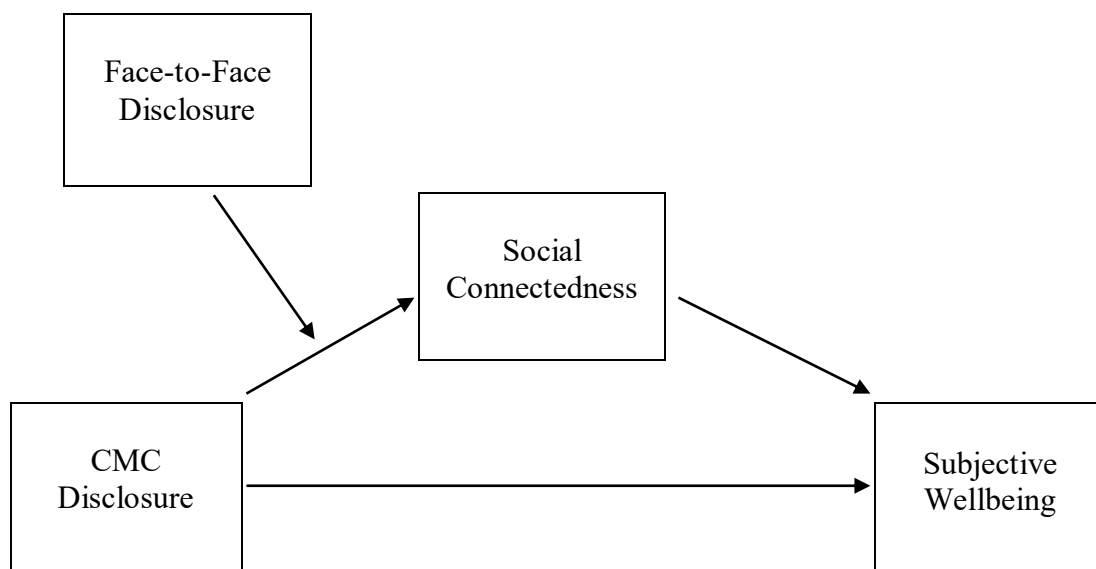 Face-to-Face
Disclosure
Social
Connectedness
CMC
Disclosure
Subjective
Wellbeing